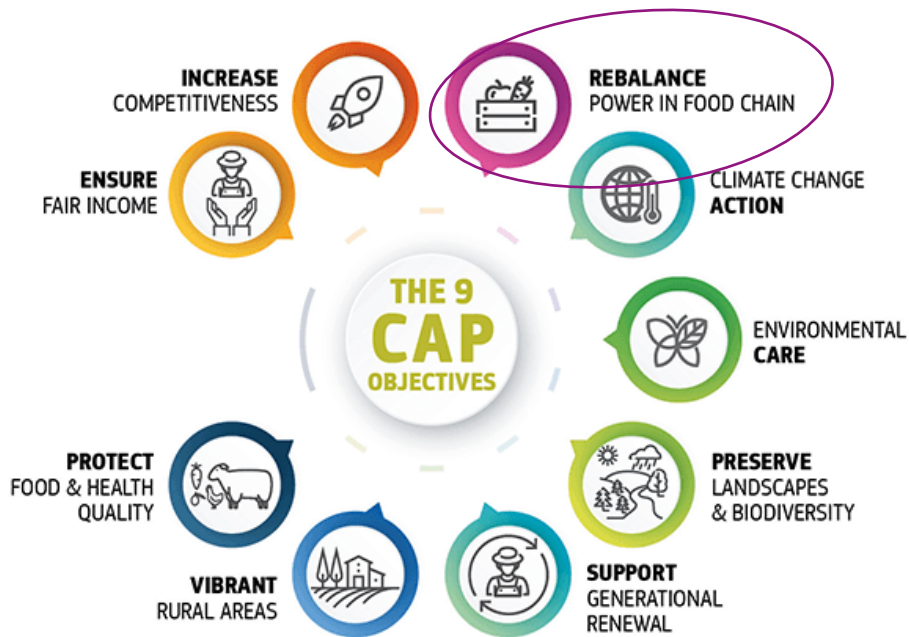 INCREASE
COMPETITIVENESS
REBALANCE
POWER IN FOOD CHAIN
ENSURE
FAIR INCOME
CLIMATE CHANGE
ACTION
THE 9
CAP
OBJECTIVES
ENVIRONMENTAL
CARE
PROTECT
FOOD & HEALTH
QUALITY
PRESERVE
LANDSCAPES
& BIODIVERSITY
VIBRANT
RURAL AREAS
SUPPORT
GENERATIONAL
RENEWAL